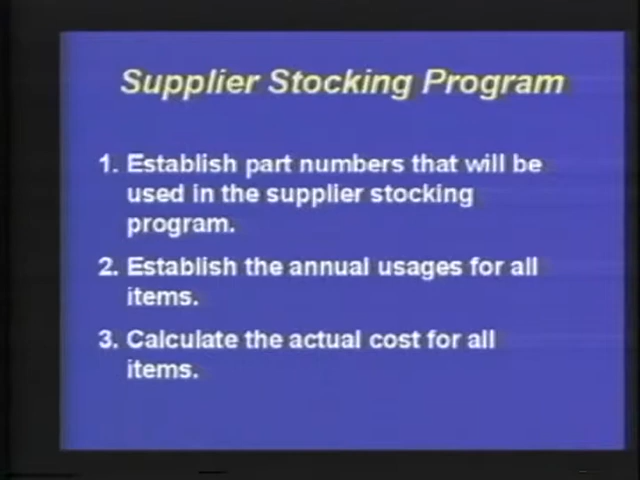 Supplier Stocking Program
1. Establish part numbers that will be
used in the supplier stocking
program.
2. Establish the annual usages for all
items.
3. Calculate the actual cost for all
items.